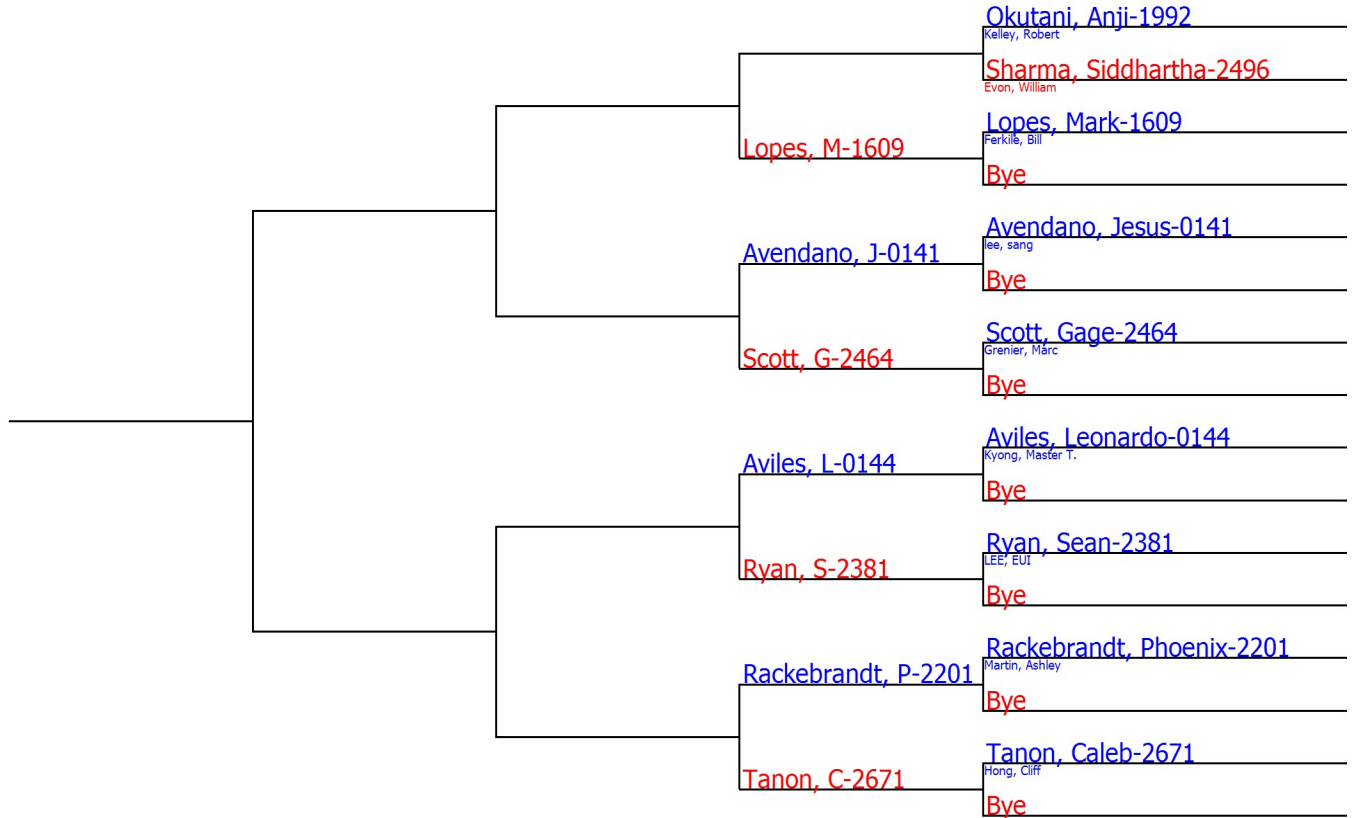 Okutani, Anji-1992
Kelley, Robert
Sharma, Siddhartha-2496
Evon, William
Lopes, Mark-1609
Ferkile, Bill
Lopes, M-1609
Bye
Avendano, Jesus-0141
lee, sang
Avendano, J-0141
Bye
Scott, Gage-2464
Grenier, Marc
Scott, G-2464
Bye
Aviles, Leonardo-0144
Kyong, Master T.
Aviles, L-0144
Bye
Ryan, Sean-2381
LEE, EUI
Ryan, S-2381
Bye
Rackebrandt, Phoenix-2201
Martin, Ashley
Rackebrandt, P-2201
Bye
Tanon, Caleb-2671
Hong, Cliff
Tanon, C-2671
Bye